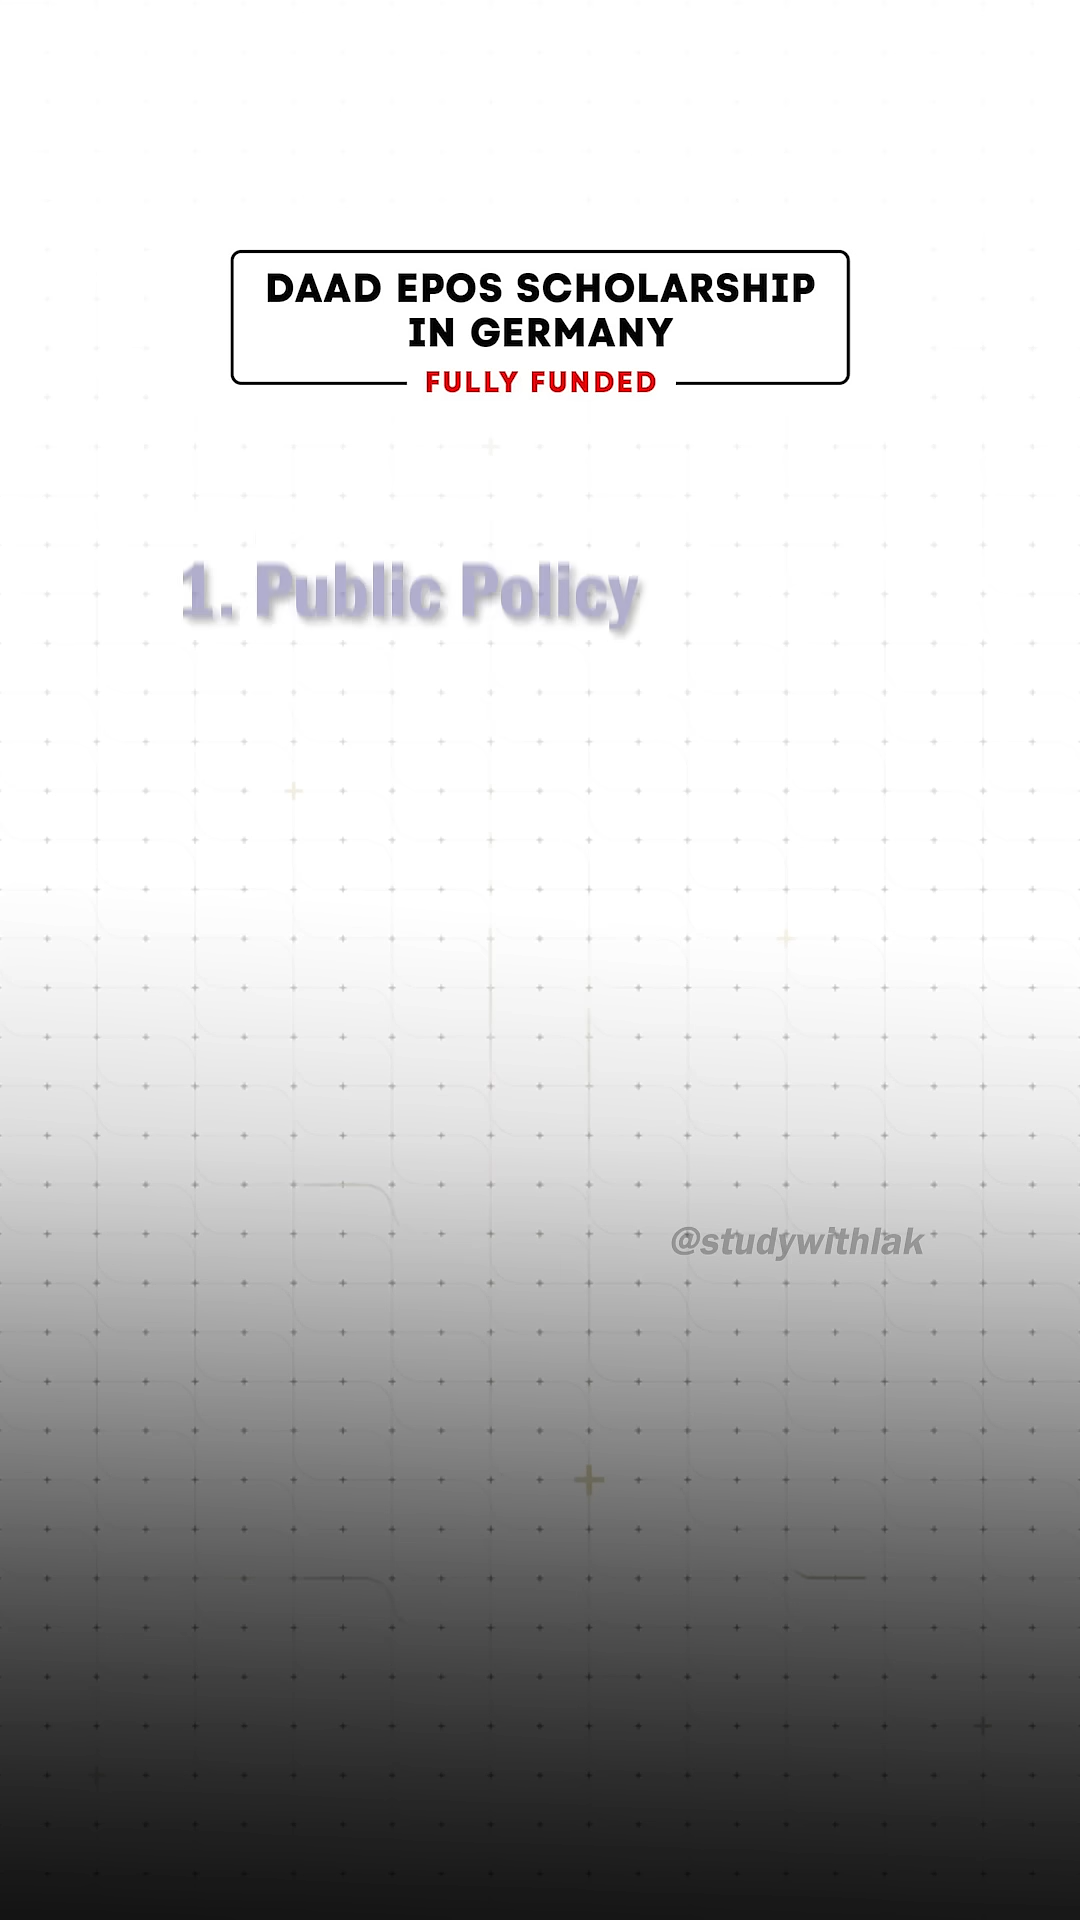 DAAD EPOS SCHOLARSHIP
IN GERMANY
FULLY FUNDED
1. Public Policy
@studywithlak